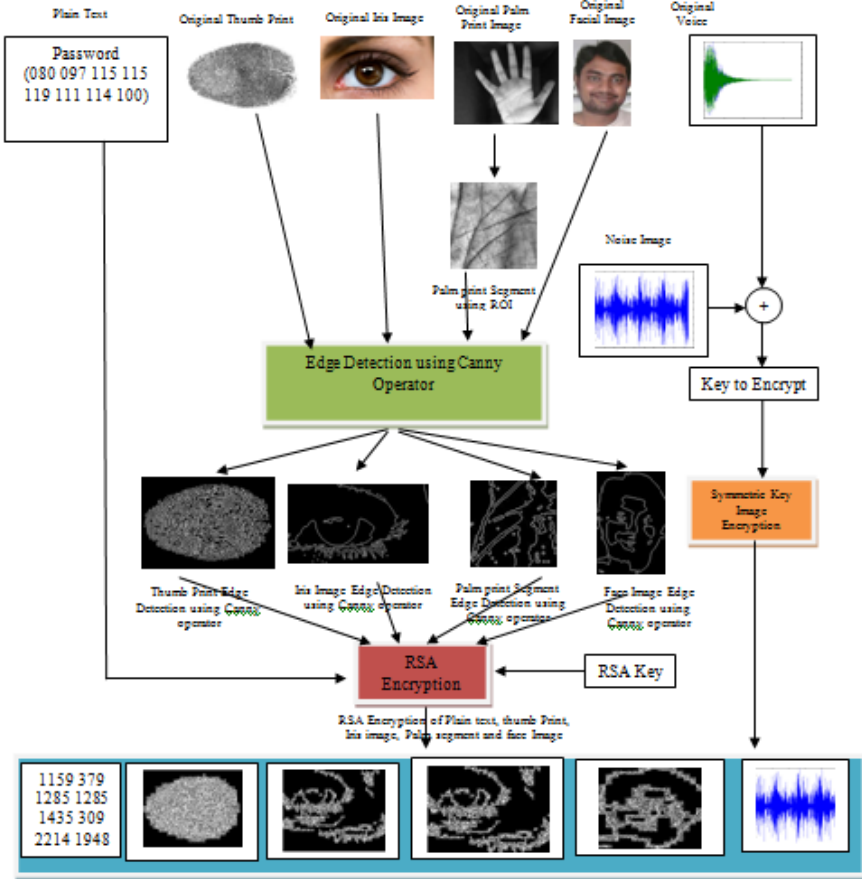 Plain Text
Original Thumb Print
Original Iris Image
Original Palm
Print Image
Original
Facial Image
Original
Voice
Password
(080 097 115 115
119 111 114 100)
Noise Image
Palm print Segment
using ROI
+
Edge Detection using Canny
Operator
Key to Encrypt
Symmetric Key
Image
Encryption
Thumb Print Edge
Detection using Canny
operator
Iris Image Edge Detection
using Canny operator
Palm print Segment
Edge Detection using
Canny operator
Face Image Edge
Detection using
Canny operator
RSA
Encryption
RSA Key
RSA Encryption of Plain text, thumb Print,
Iris image, Palm segment and face Image
1159 379
1285 1285
1435 309
2214 1948